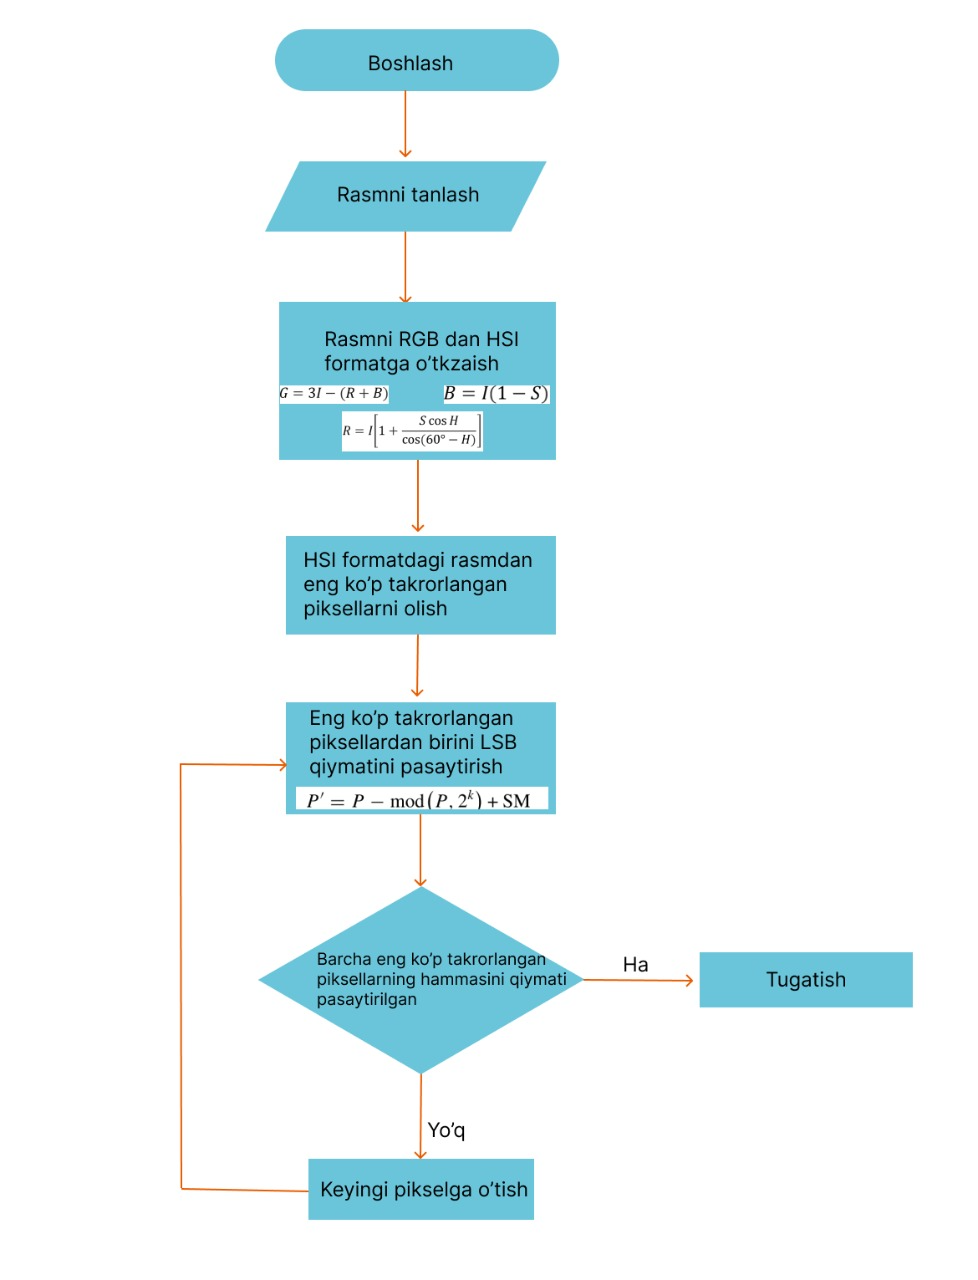 Boshlash
Rasmni tanlash
Rasmni RGB dan HSI
formatga o’tkzaish
G = 3I − (R + B)
B = I(1 − S)
R = I[1 + S cos H / cos(60° − H)]
HSI formatdagi rasmdan
eng ko’p takrorlangan
piksellarni olish
Eng ko’p takrorlangan
piksellardan birini LSB
qiymatini pasaytirish
P′ = P − mod(P, 2^k) + SM
Barcha eng ko’p takrorlangan
piksellarning hammasini qiymati
pasaytirilgan
Ha
Tugatish
Yo’q
Keyingi pikselga o’tish